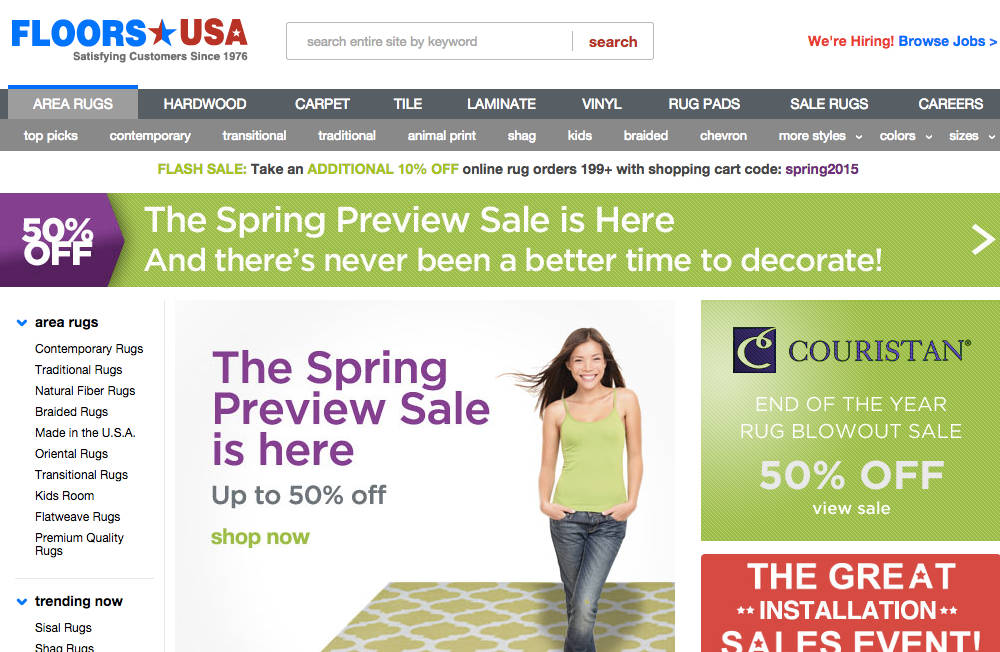 FLOORS★USA
Satisfying Customers Since 1976
search entire site by keyword
search
We're Hiring! Browse Jobs >
AREA RUGS HARDWOOD CARPET TILE LAMINATE VINYL RUG PADS SALE RUGS CAREERS
top picks contemporary transitional traditional animal print shag kids braided chevron more styles colors sizes
FLASH SALE: Take an ADDITIONAL 10% OFF online rug orders 199+ with shopping cart code: spring2015
50%
OFF
The Spring Preview Sale is Here
And there's never been a better time to decorate!
area rugs
Contemporary Rugs
Traditional Rugs
Natural Fiber Rugs
Braided Rugs
Made in the U.S.A.
Oriental Rugs
Transitional Rugs
Kids Room
Flatweave Rugs
Premium Quality
Rugs
trending now
Sisal Rugs
Shag Rugs
The Spring
Preview Sale
is here
Up to 50% off
shop now
C
COURISTAN®
END OF THE YEAR
RUG BLOWOUT SALE
50% OFF
view sale
THE GREAT
★★ INSTALLATION ★★
SALES EVENT!